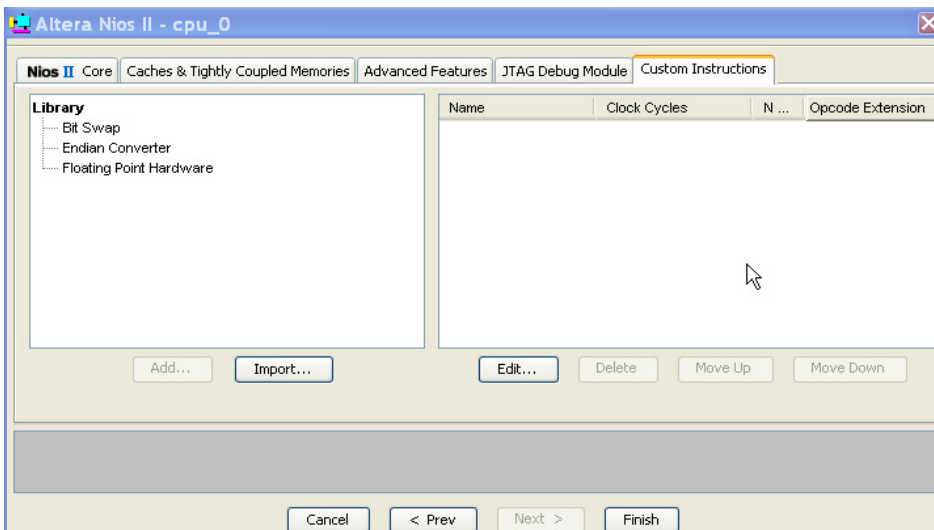 Altera Nios II - cpu_0
Nios II Core Caches & Tightly Coupled Memories Advanced Features JTAG Debug Module Custom Instructions
Library
Bit Swap
Endian Converter
Floating Point Hardware
Name Clock Cycles N ... Opcode Extension
Add... Import... Edit... Delete Move Up Move Down
Cancel < Prev Next > Finish